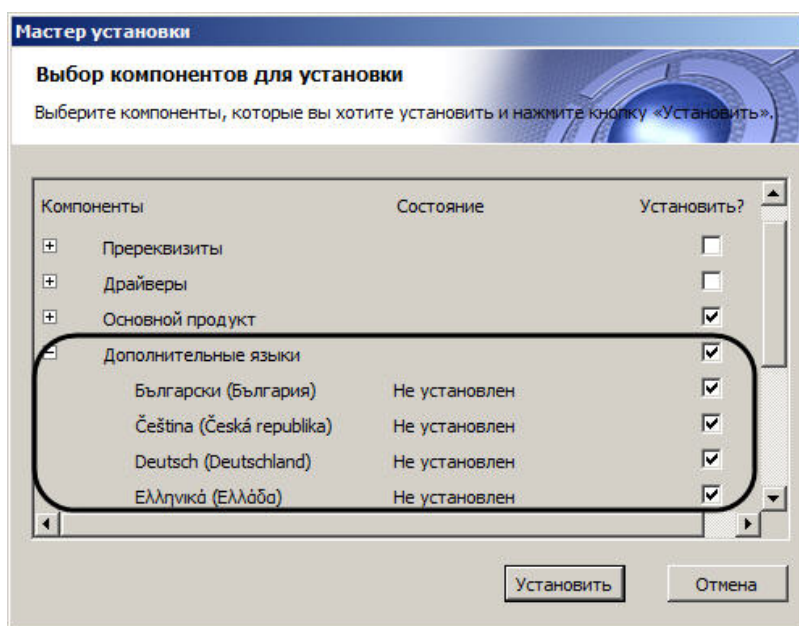 Мастер установки
Выбор компонентов для установки
Выберите компоненты, которые вы хотите установить и нажмите кнопку «Установить».
Компоненты Состояние Установить?
Пререквизиты
Драйверы
Основной продукт
Дополнительные языки
Български (България) Не установлен
Čeština (Česká republika) Не установлен
Deutsch (Deutschland) Не установлен
Ελληνικά (Ελλάδα) Не установлен
Установить Отмена